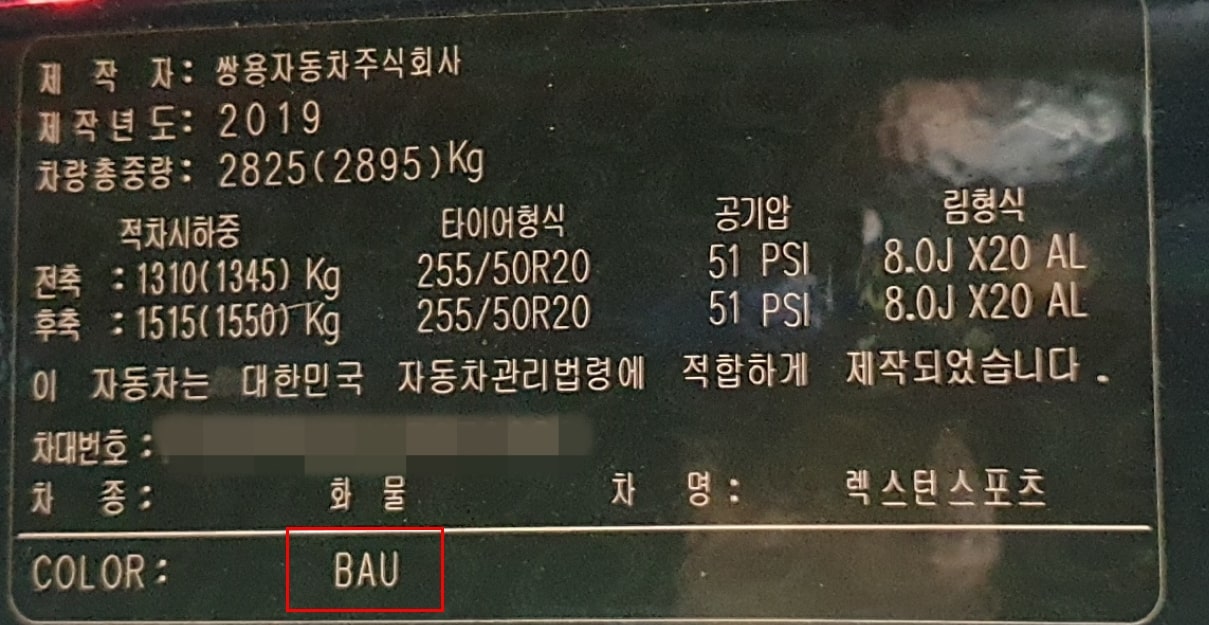 제 작 자: 쌍용자동차주식회사
제작년도: 2019
차량총중량: 2825(2895)Kg
적차시하중 타이어형식 공기압 림형식
전축 : 1310(1345) Kg 255/50R20 51 PSI 8.0J X20 AL
후축 : 1515(1550) Kg 255/50R20 51 PSI 8.0J X20 AL
이 자동차는 대한민국 자동차관리법령에 적합하게 제작되었습니다.
차대번호:
차 종: 화 물 차 명: 렉스턴스포츠
COLOR: BAU